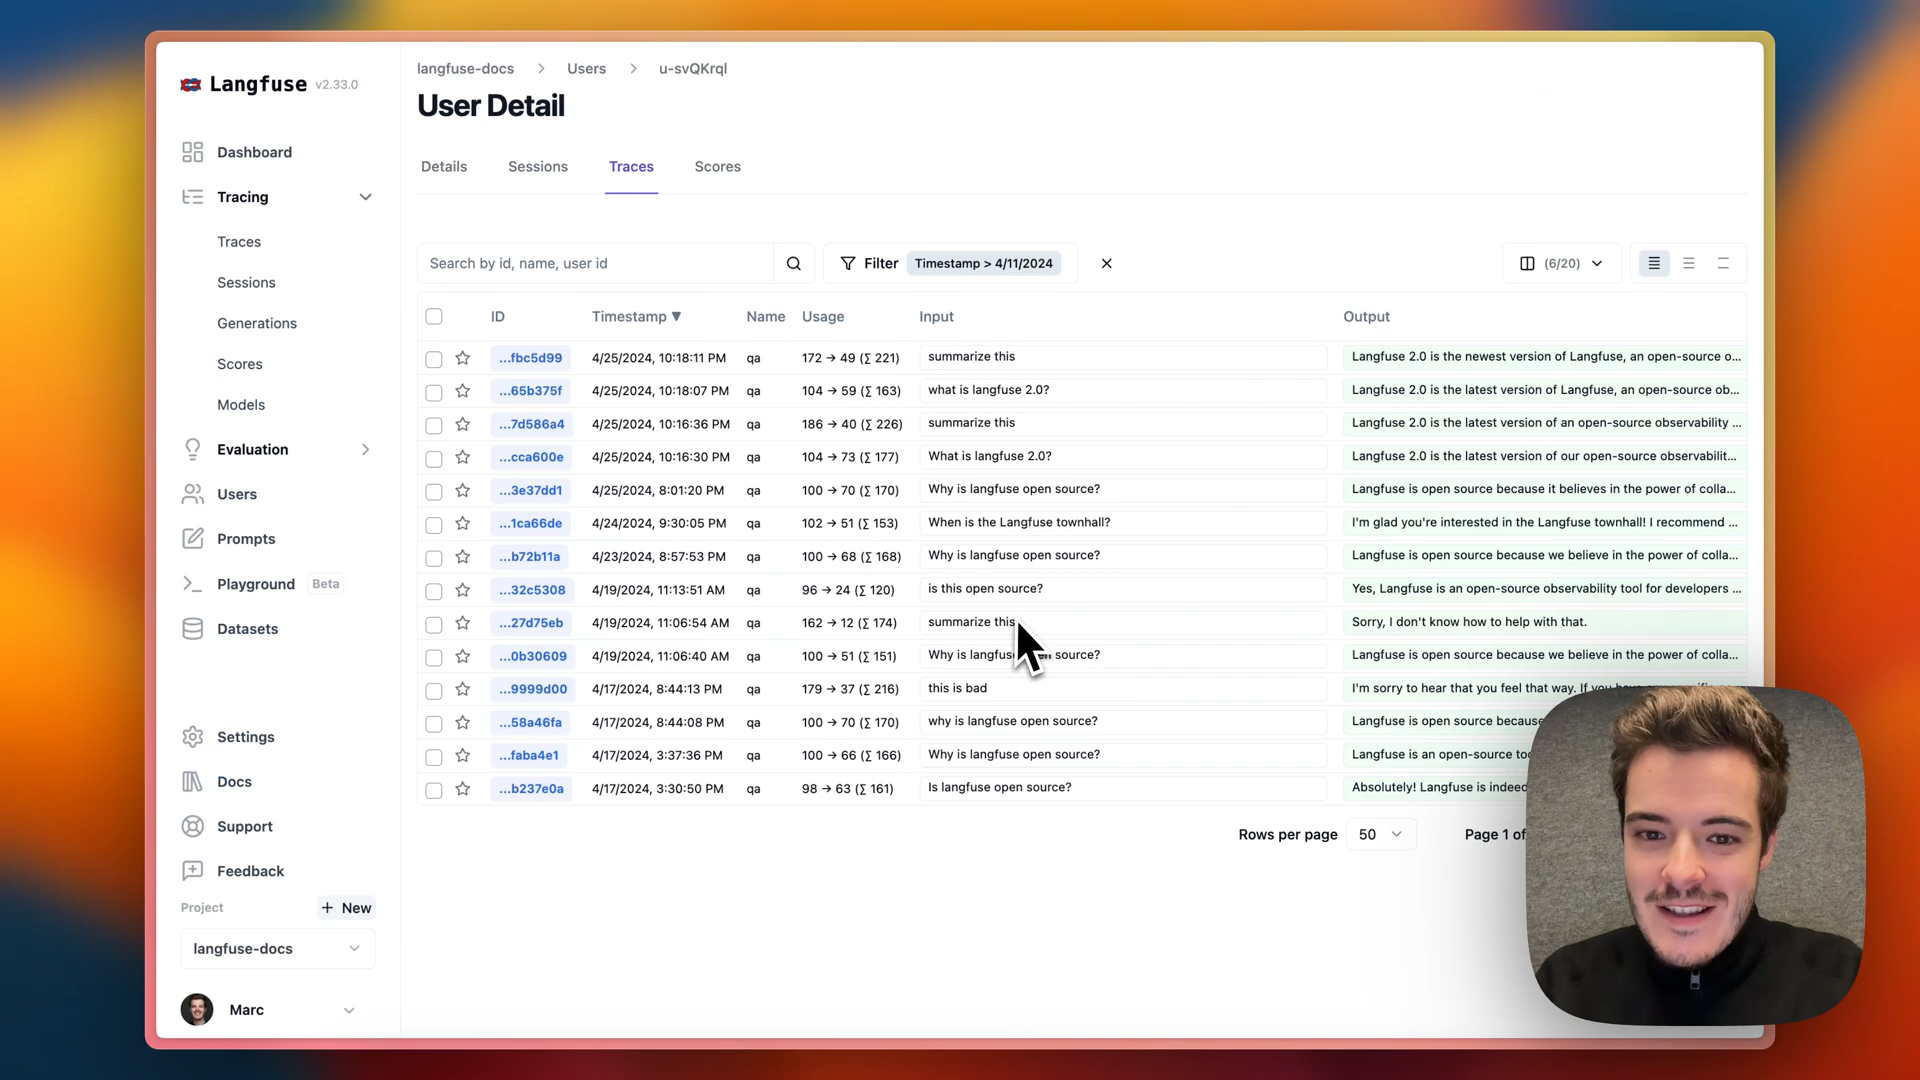 Langfuse v2.33.0
Dashboard
Tracing
Traces
Sessions
Generations
Scores
Models
Evaluation
Users
Prompts
Playground Beta
Datasets
Settings
Docs
Support
Feedback
Project + New
langfuse-docs
Marc
langfuse-docs > Users > u-svQKrql
User Detail
Details Sessions Traces Scores
Search by id, name, user id Filter Timestamp > 4/11/2024 (6/20)
ID Timestamp ▼ Name Usage Input Output
...fbc5d99 4/25/2024, 10:18:11 PM qa 172 → 49 (∑ 221) summarize this Langfuse 2.0 is the newest version of Langfuse, an open-source o...
...65b375f 4/25/2024, 10:18:07 PM qa 104 → 59 (∑ 163) what is langfuse 2.0? Langfuse 2.0 is the latest version of Langfuse, an open-source ob...
...7d586a4 4/25/2024, 10:16:36 PM qa 186 → 40 (∑ 226) summarize this Langfuse 2.0 is the latest version of an open-source observability ...
...cca600e 4/25/2024, 10:16:30 PM qa 104 → 73 (∑ 177) What is langfuse 2.0? Langfuse 2.0 is the latest version of our open-source observabilit...
...3e37dd1 4/25/2024, 8:01:20 PM qa 100 → 70 (∑ 170) Why is langfuse open source? Langfuse is open source because it believes in the power of colla...
...1ca66de 4/24/2024, 9:30:05 PM qa 102 → 51 (∑ 153) When is the Langfuse townhall? I'm glad you're interested in the Langfuse townhall! I recommend ...
...b72b11a 4/23/2024, 8:57:53 PM qa 100 → 68 (∑ 168) Why is langfuse open source? Langfuse is open source because we believe in the power of colla...
...32c5308 4/19/2024, 11:13:51 AM qa 96 → 24 (∑ 120) is this open source? Yes, Langfuse is an open-source observability tool for developers ...
...27d75eb 4/19/2024, 11:06:54 AM qa 162 → 12 (∑ 174) summarize this Sorry, I don't know how to help with that.
...0b30609 4/19/2024, 11:06:40 AM qa 100 → 51 (∑ 151) Why is langfuse open source? Langfuse is open source because we believe in the power of colla...
...9999d00 4/17/2024, 8:44:13 PM qa 179 → 37 (∑ 216) this is bad I'm sorry to hear that you feel that way. If you
...58a46fa 4/17/2024, 8:44:08 PM qa 100 → 70 (∑ 170) why is langfuse open source? Langfuse is open source because
...faba4e1 4/17/2024, 3:37:36 PM qa 100 → 66 (∑ 166) Why is langfuse open source? Langfuse is an open-source
...b237e0a 4/17/2024, 3:30:50 PM qa 98 → 63 (∑ 161) Is langfuse open source? Absolutely! Langfuse is indeed
Rows per page 50 Page 1 of